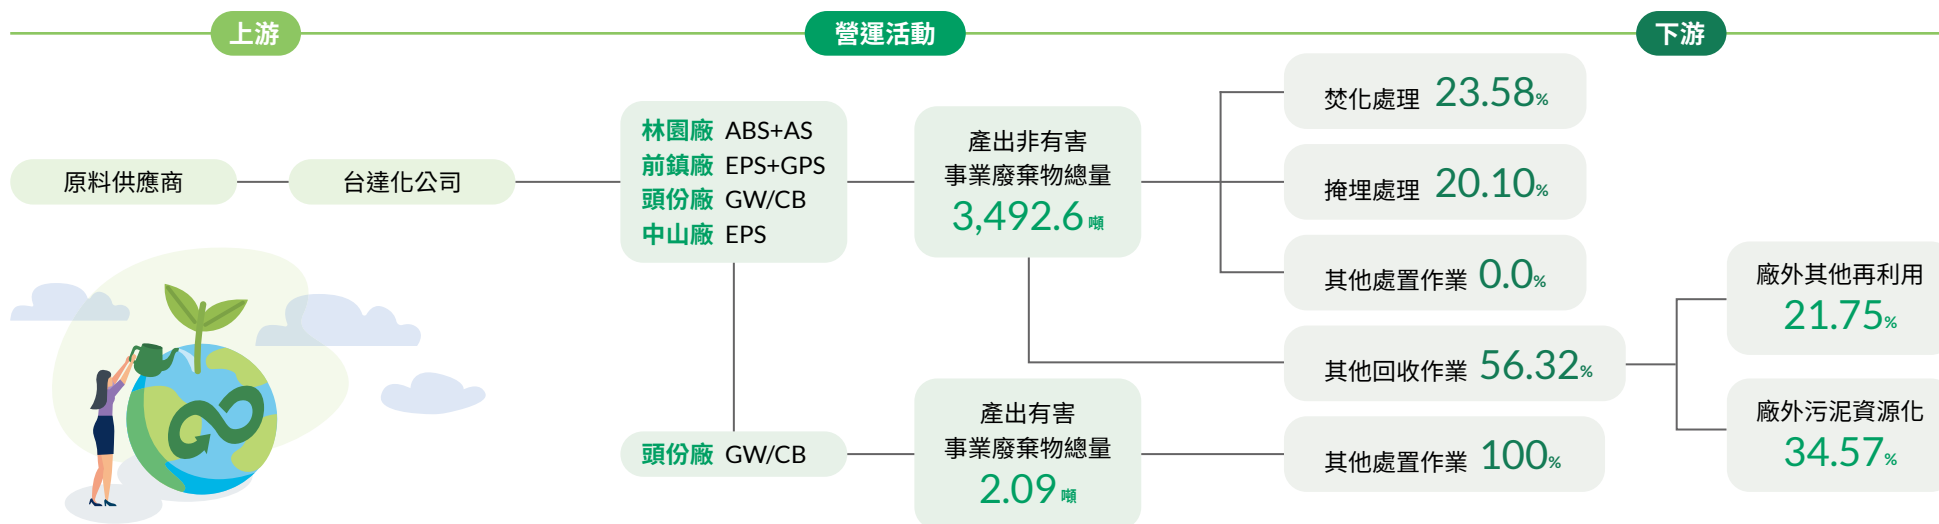 上游
營運活動
下游
原料供應商
台達化公司
林園廠 ABS+AS
前鎮廠 EPS+GPS
頭份廠 GW/CB
中山廠 EPS
產出非有害
事業廢棄物總量
3,492.6 噸
焚化處理 23.58%
掩埋處理 20.10%
其他處置作業 0.0%
其他回收作業 56.32%
廠外其他再利用
21.75%
廠外污泥資源化
34.57%
頭份廠 GW/CB
產出有害
事業廢棄物總量
2.09 噸
其他處置作業 100%